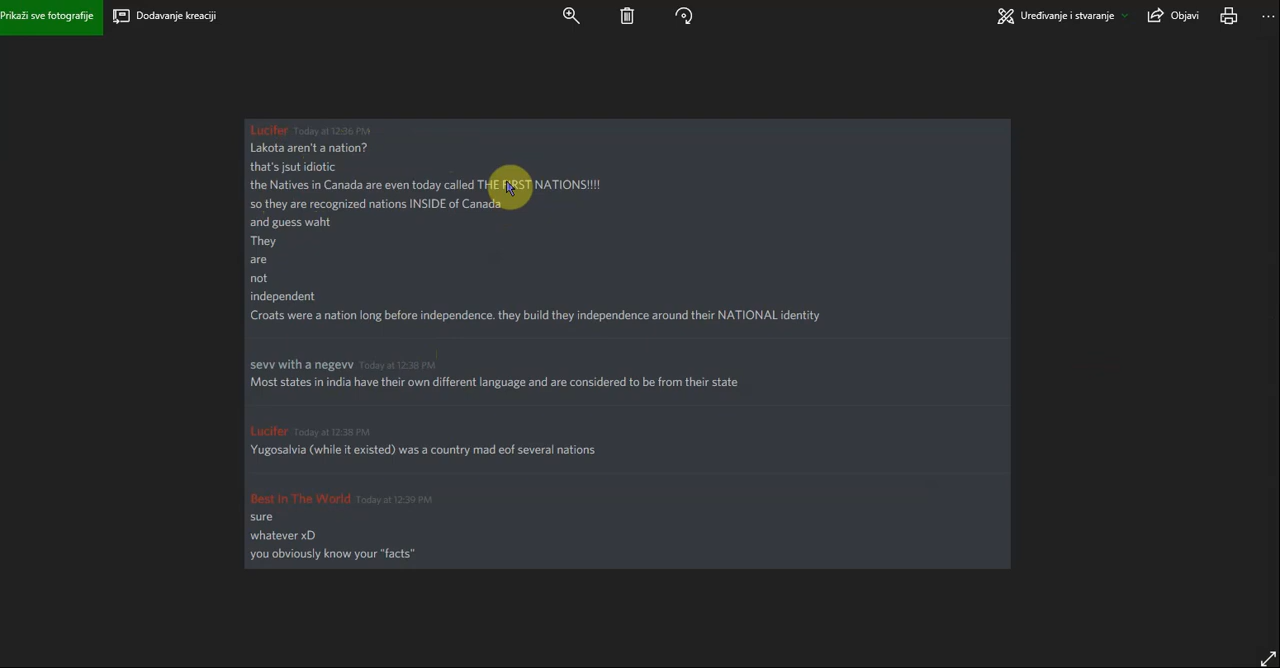 Prikaži sve fotografije
Dodavanje kreaciji
Uređivanje i stvaranje
Objavi
Lucifer Today at 12:36 PM
Lakota aren't a nation?
that's jsut idiotic
the Natives in Canada are even today called THE FIRST NATIONS!!!!
so they are recognized nations INSIDE of Canada
and guess waht
They
are
not
independent
Croats were a nation long before independence. they build they independence around their NATIONAL identity
sevv with a negevv Today at 12:38 PM
Most states in india have their own different language and are considered to be from their state
Lucifer Today at 12:38 PM
Yugosalvia (while it existed) was a country mad eof several nations
Best In The World Today at 12:39 PM
sure
whatever xD
you obviously know your "facts"